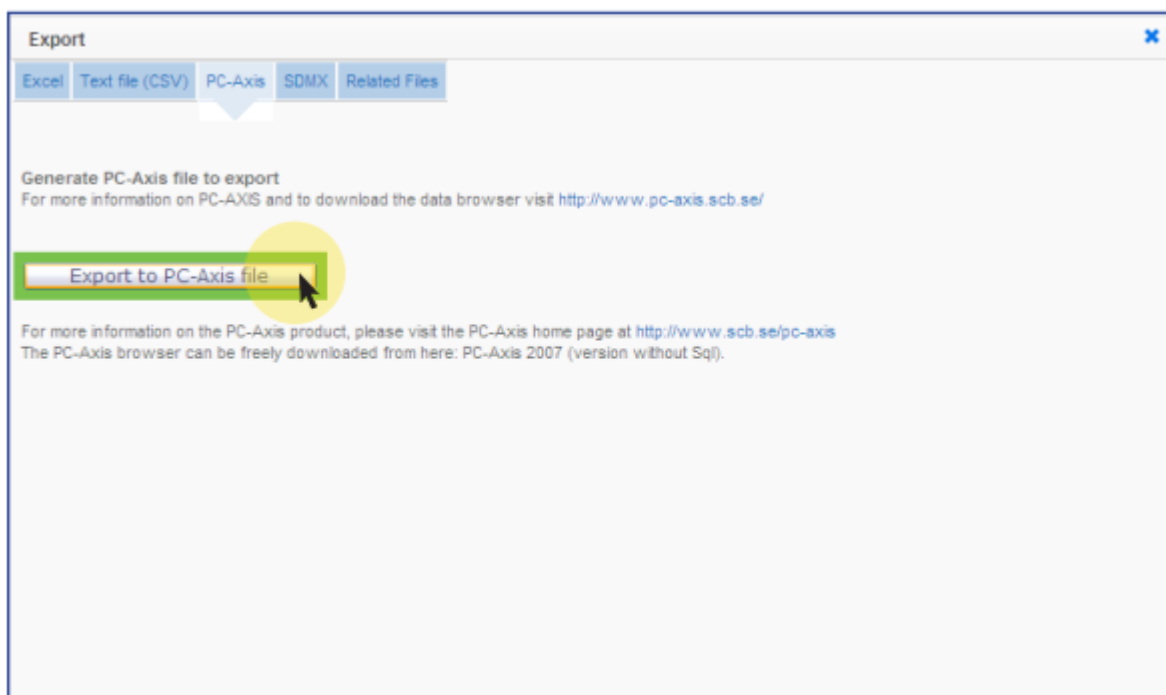 Export
Excel Text file (CSV) PC-Axis SDMX Related Files
Generate PC-Axis file to export
For more information on PC-AXIS and to download the data browser visit http://www.pc-axis.scb.se/
Export to PC-Axis file
For more information on the PC-Axis product, please visit the PC-Axis home page at http://www.scb.se/pc-axis
The PC-Axis browser can be freely downloaded from here: PC-Axis 2007 (version without Sql).